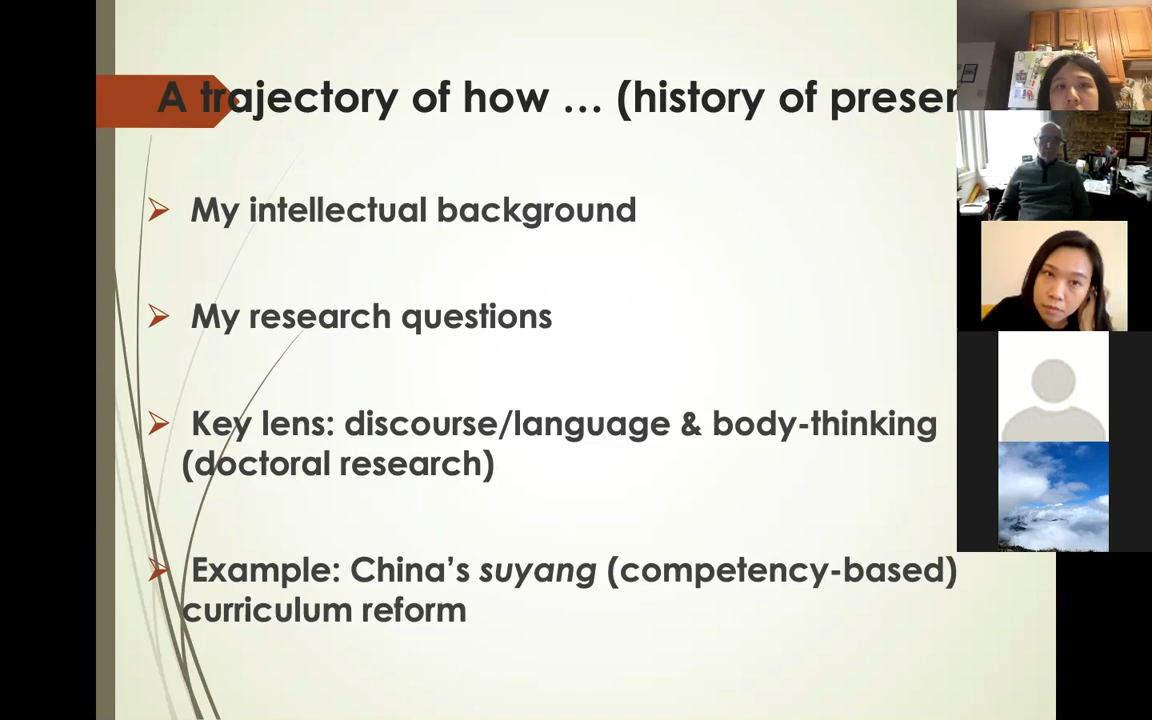 A trajectory of how … (history of presen
My intellectual background
My research questions
Key lens: discourse/language & body-thinking
(doctoral research)
Example: China’s suyang (competency-based)
curriculum reform